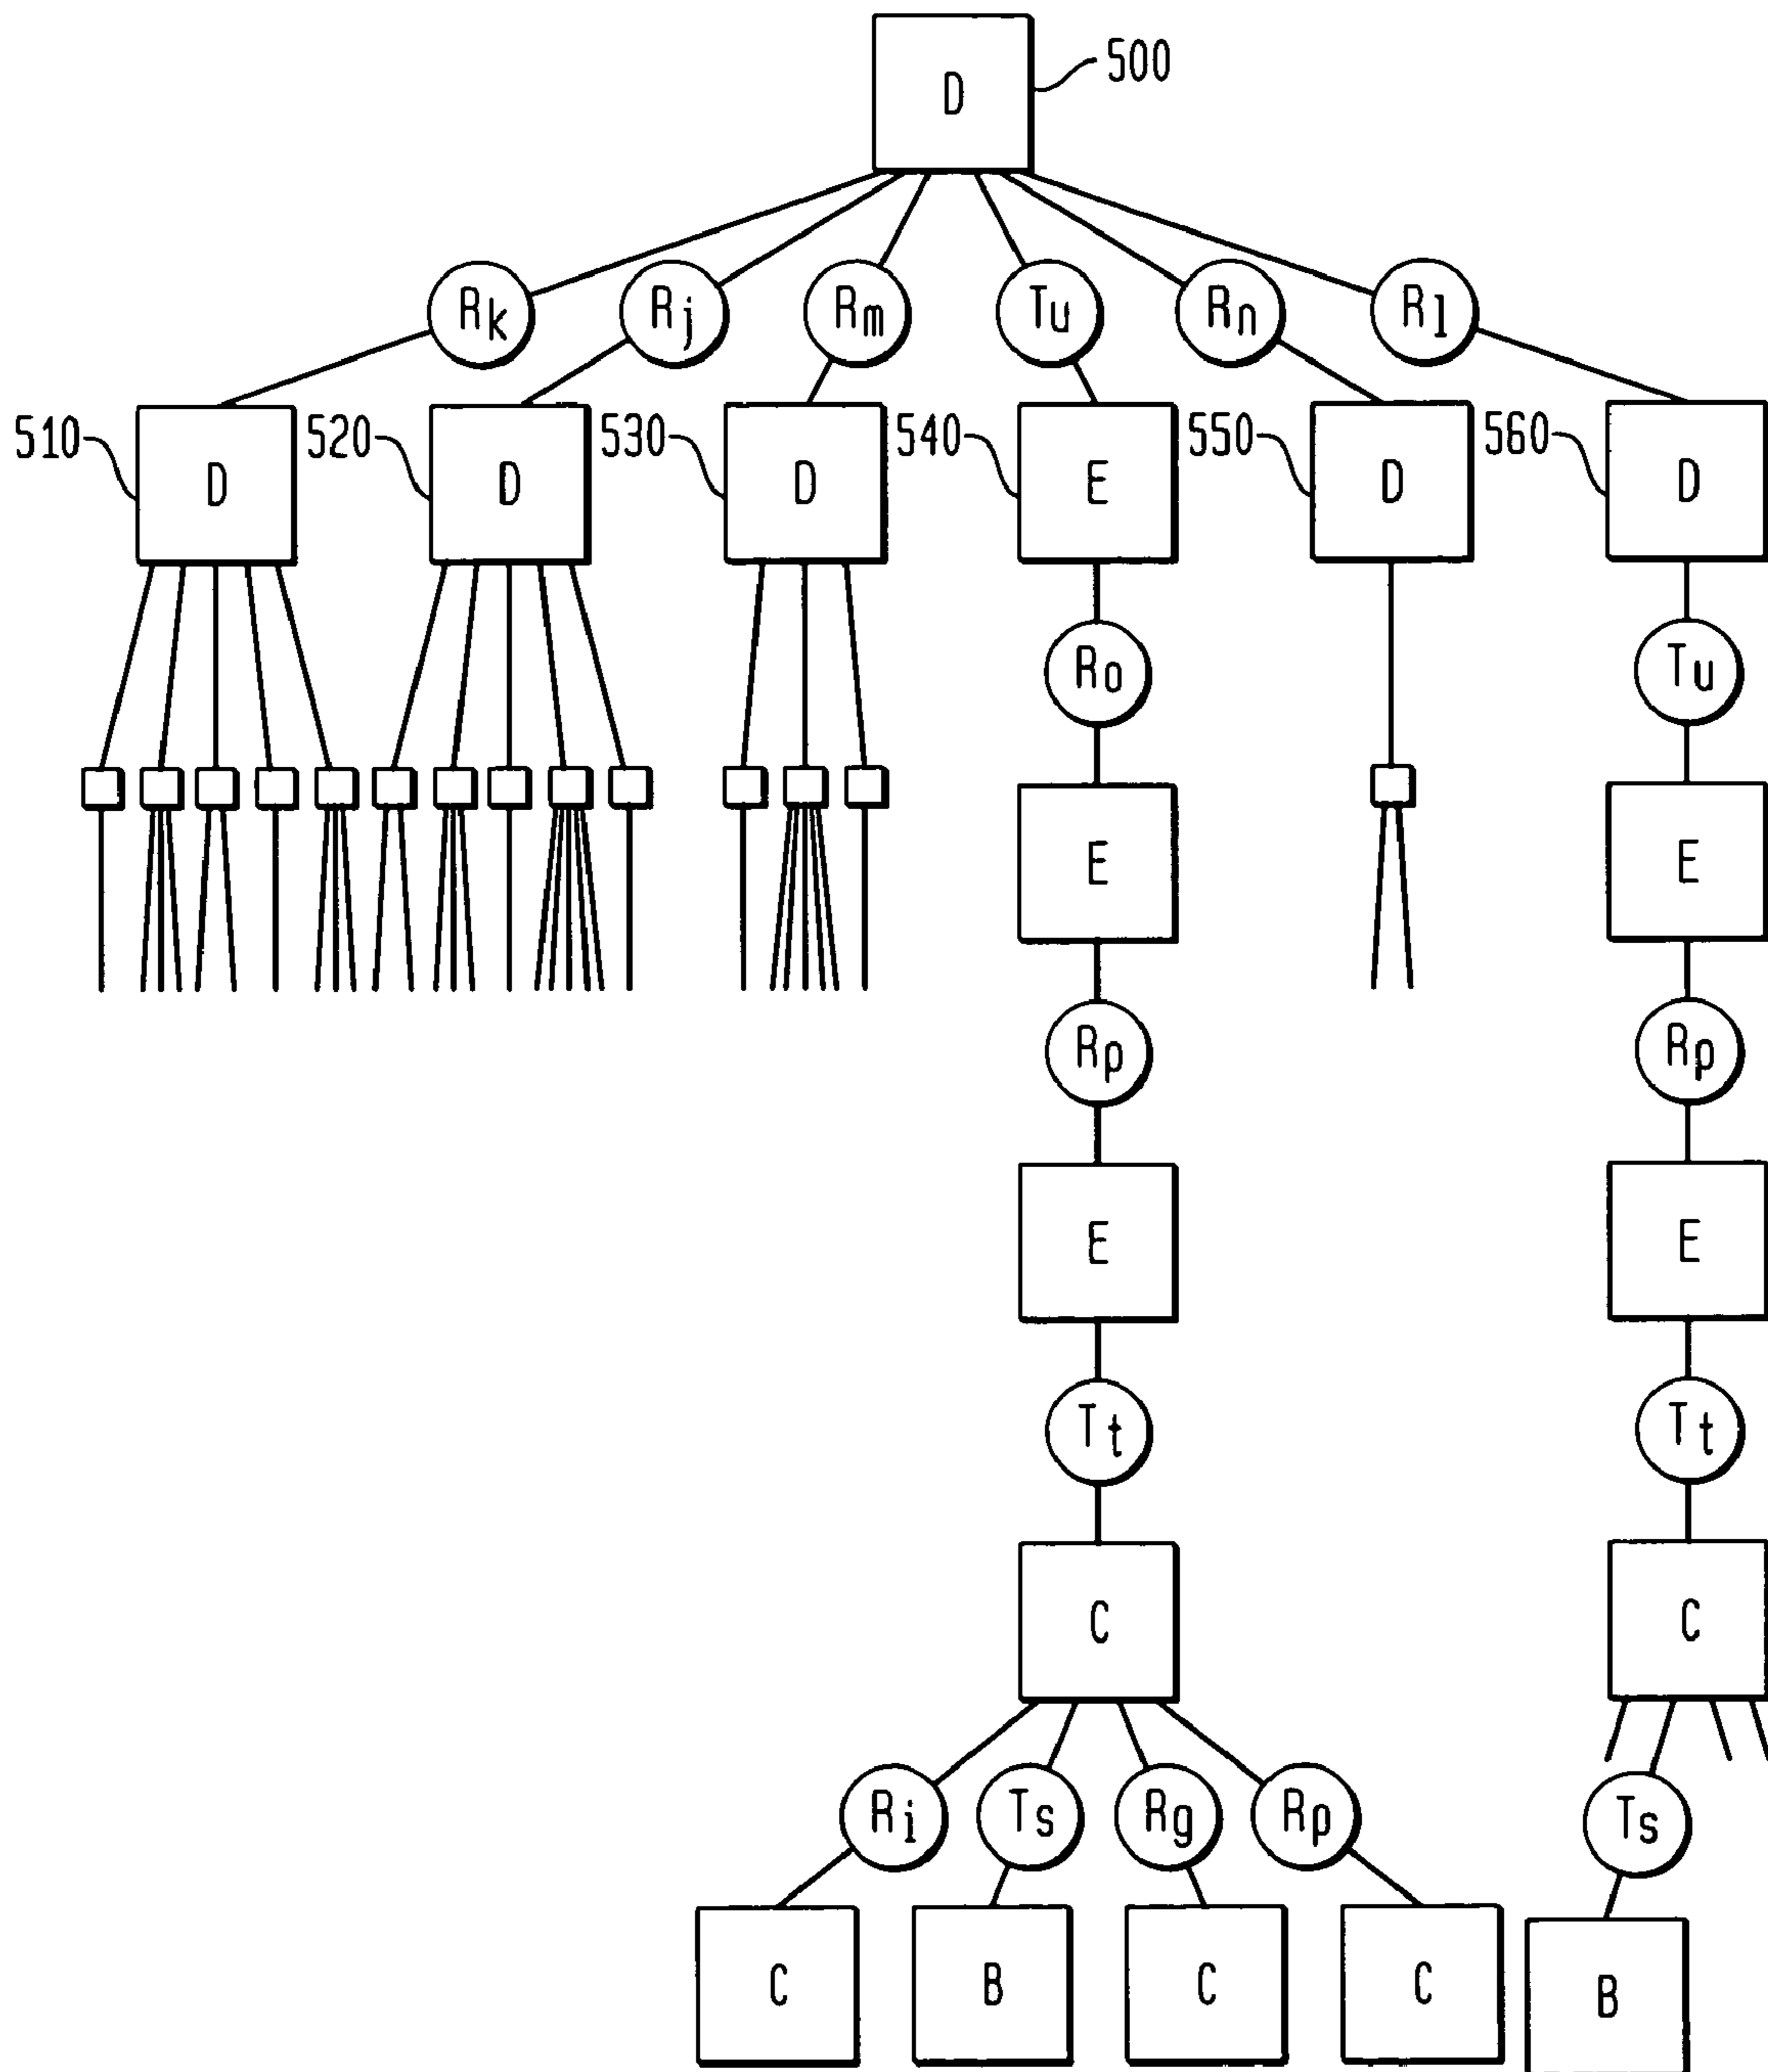 D 500
Rk Rj Rm Tu Rn Rl
510 520 530 540 550 560
D D D E D D
Ro Tu
E E
Rp Rp
E E
Tt Tt
C C
Ri Ts Rg Rp Ts
C B C C B